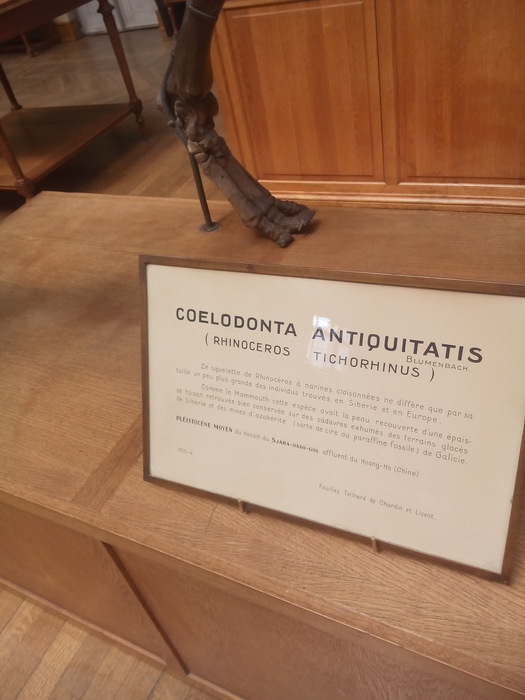 COELODONTA ANTIQUITATIS
BLUMENBACH.
( RHINOCEROS TICHORHINUS )
Ce squelette de Rhinocéros à narines cloisonnées ne diffère que par sa
taille un peu plus grande des individus trouvés en Sibérie et en Europe.
Comme le Mammouth cette espèce avait la peau recouverte d'une épais-
se toison retrouvée bien conservée sur des cadavres exhumés des terrains glacés
de Sibérie et des mines d'ozokérite (sorte de cire ou paraffine fossile) de Galicie.
PLÉISTOCÈNE MOYEN du bassin du SJARA-OSSO-GOL affluent du Hoang-Ho (Chine)
Fouilles Teilhard de Chardin et Licent.